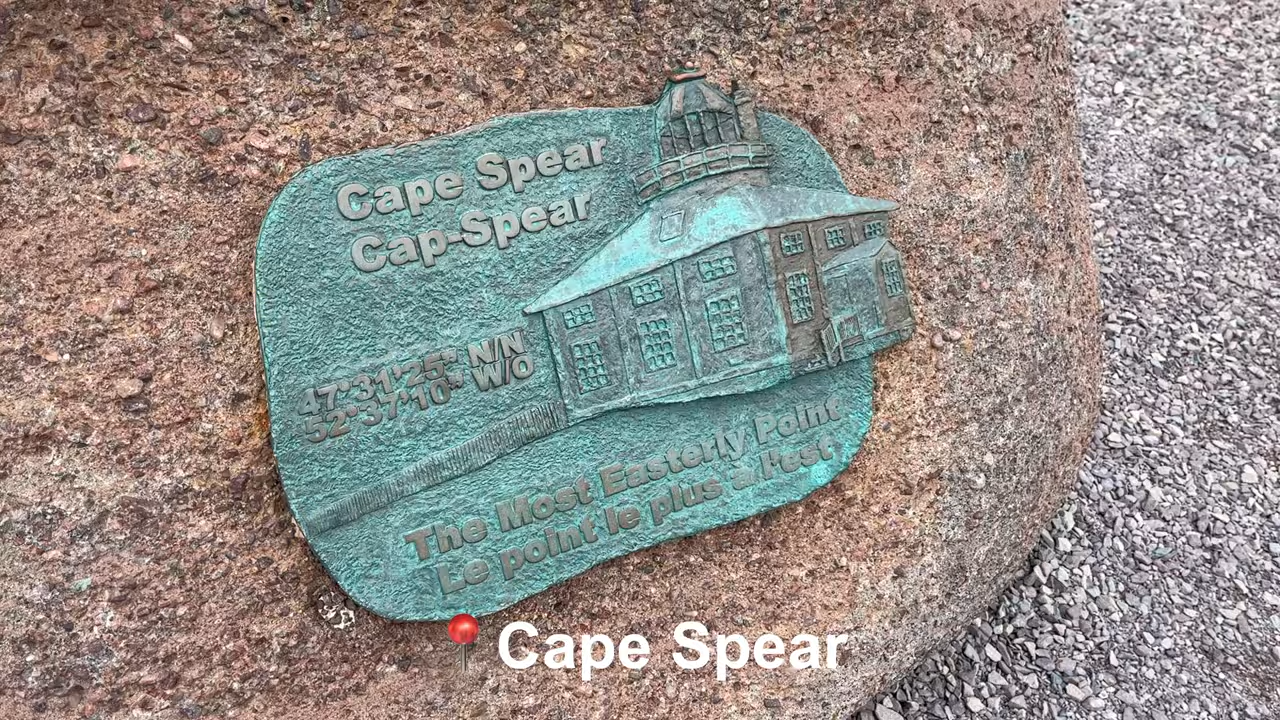 Cape Spear
Cap-Spear
47°31'25" N/N
52°37'10" W/O
The Most Easterly Point
Le point le plus à l'est
Cape Spear